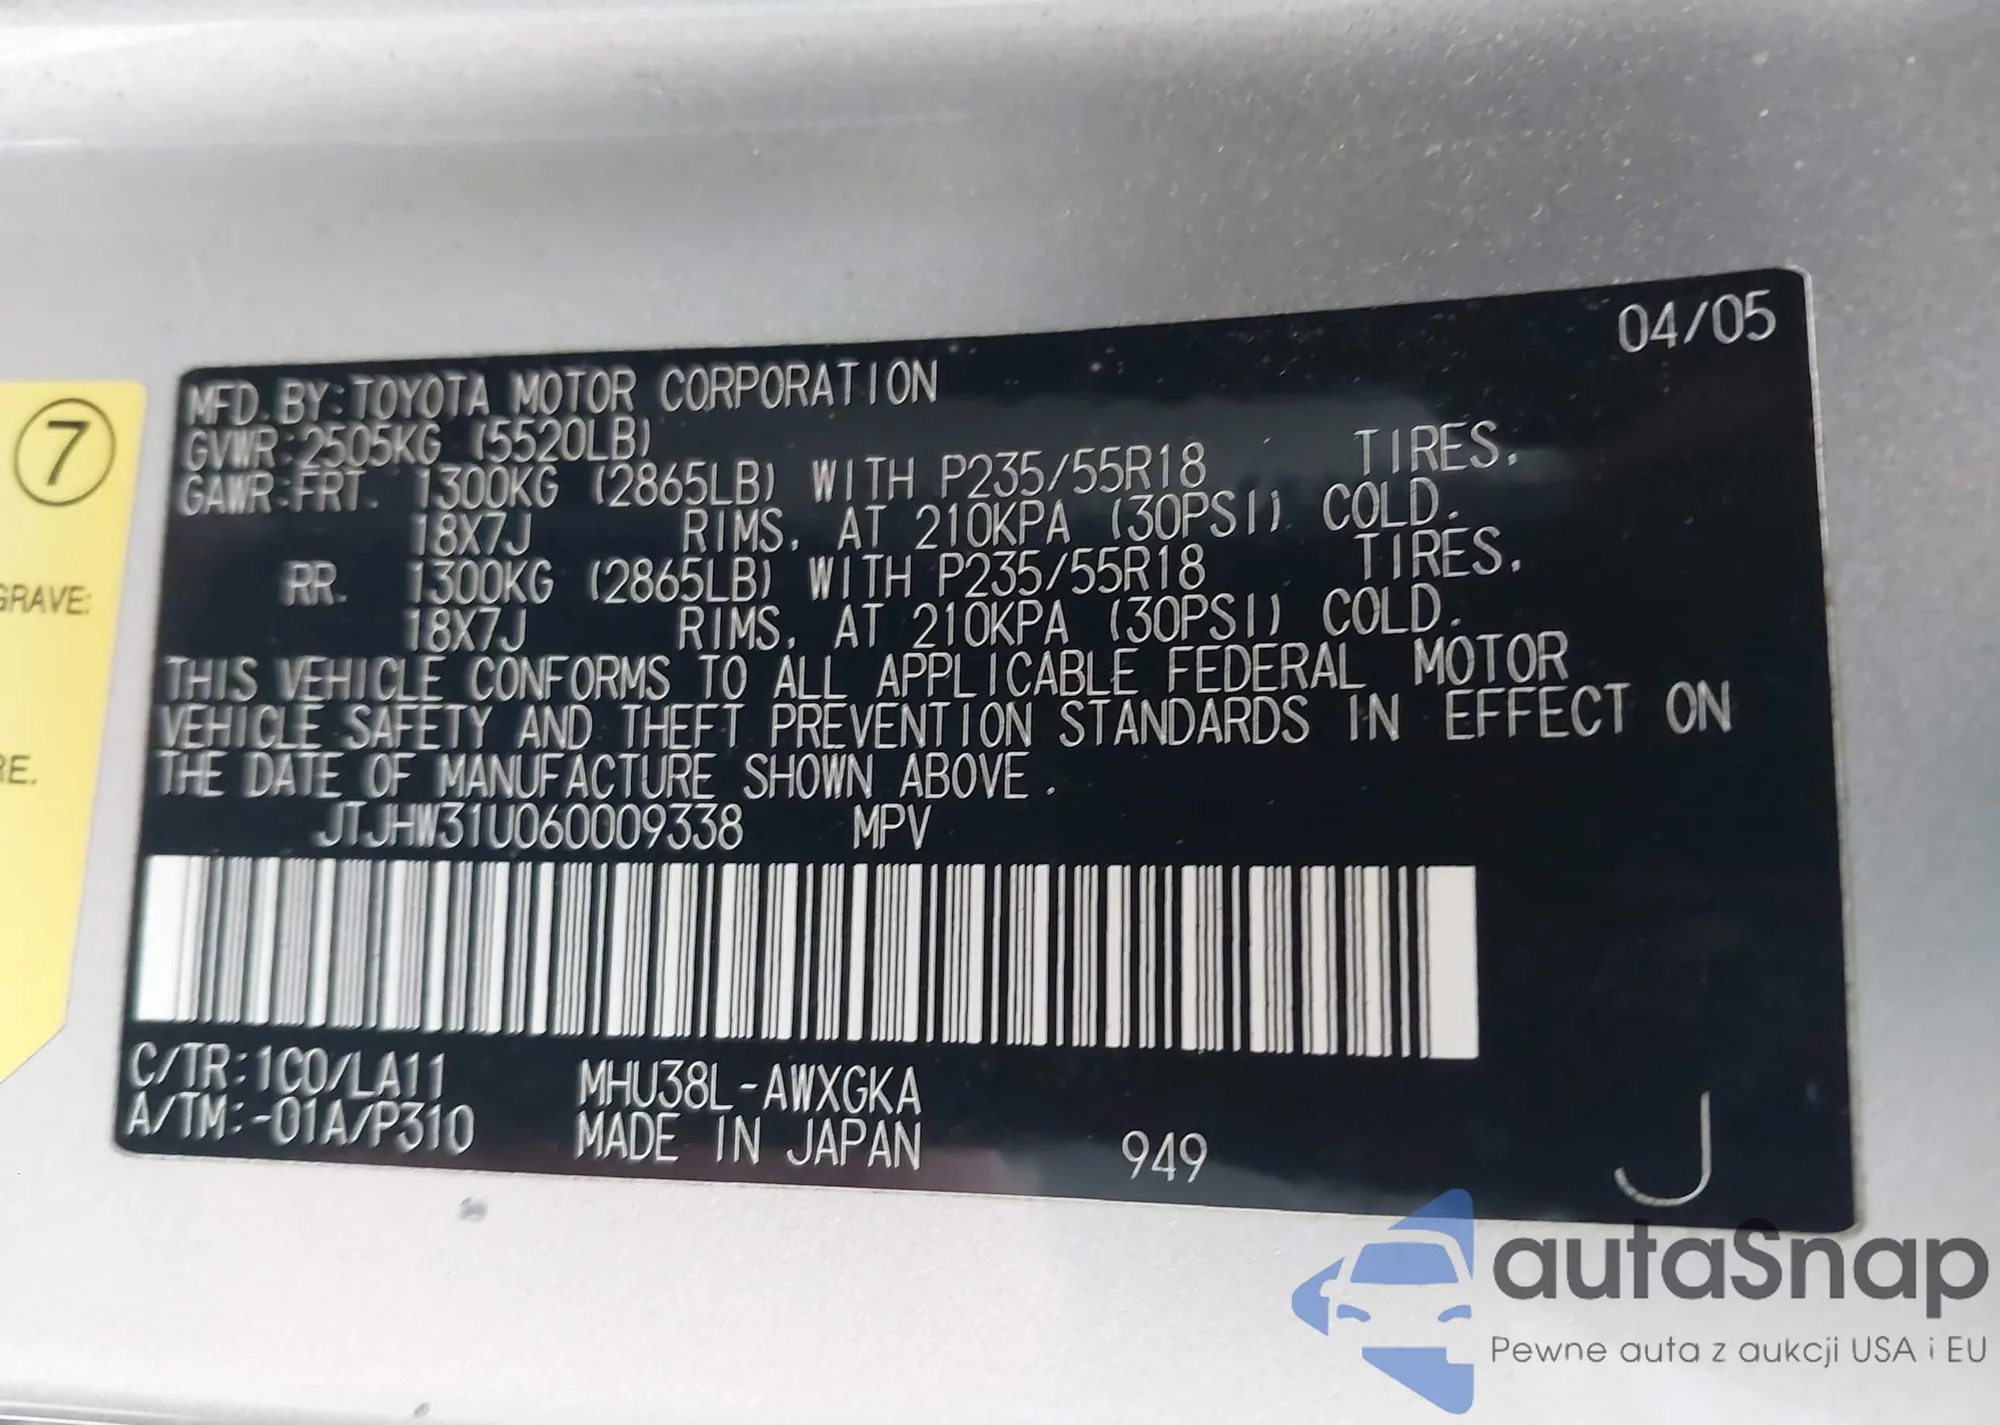 04/05
MFD. BY:TOYOTA MOTOR CORPORATION
GVWR:2505KG (5520LB)
GAWR:FRT. 1300KG (2865LB) WITH P235/55R18 TIRES,
18X7J RIMS, AT 210KPA (30PSI) COLD.
RR. 1300KG (2865LB) WITH P235/55R18 TIRES,
18X7J RIMS, AT 210KPA (30PSI) COLD.
THIS VEHICLE CONFORMS TO ALL APPLICABLE FEDERAL MOTOR
VEHICLE SAFETY AND THEFT PREVENTION STANDARDS IN EFFECT ON
THE DATE OF MANUFACTURE SHOWN ABOVE.
JTJHW31U060009338 MPV
C/TR:1C0/LA11 MHU38L-AWXGKA
A/TM:-01A/P310 MADE IN JAPAN 949 J
7
GRAVE:
RE.
autaSnap
Pewne auta z aukcji USA i EU